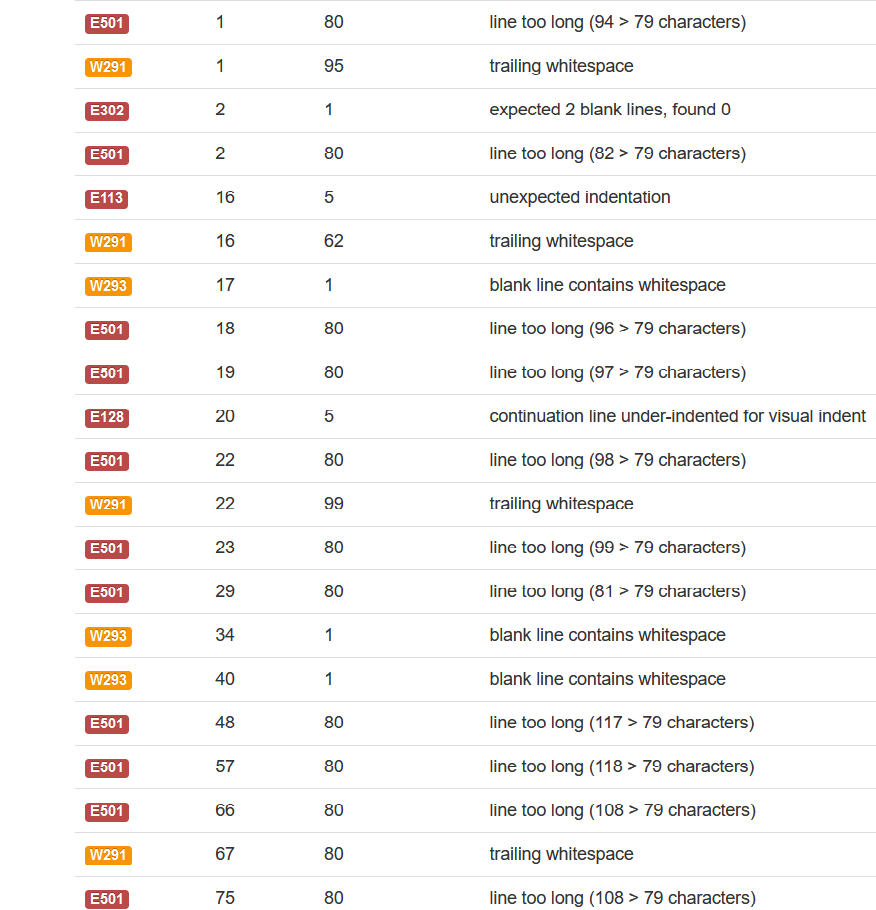 E501 1 80 line too long (94 > 79 characters)
W291 1 95 trailing whitespace
E302 2 1 expected 2 blank lines, found 0
E501 2 80 line too long (82 > 79 characters)
E113 16 5 unexpected indentation
W291 16 62 trailing whitespace
W293 17 1 blank line contains whitespace
E501 18 80 line too long (96 > 79 characters)
E501 19 80 line too long (97 > 79 characters)
E128 20 5 continuation line under-indented for visual indent
E501 22 80 line too long (98 > 79 characters)
W291 22 99 trailing whitespace
E501 23 80 line too long (99 > 79 characters)
E501 29 80 line too long (81 > 79 characters)
W293 34 1 blank line contains whitespace
W293 40 1 blank line contains whitespace
E501 48 80 line too long (117 > 79 characters)
E501 57 80 line too long (118 > 79 characters)
E501 66 80 line too long (108 > 79 characters)
W291 67 80 trailing whitespace
E501 75 80 line too long (108 > 79 characters)